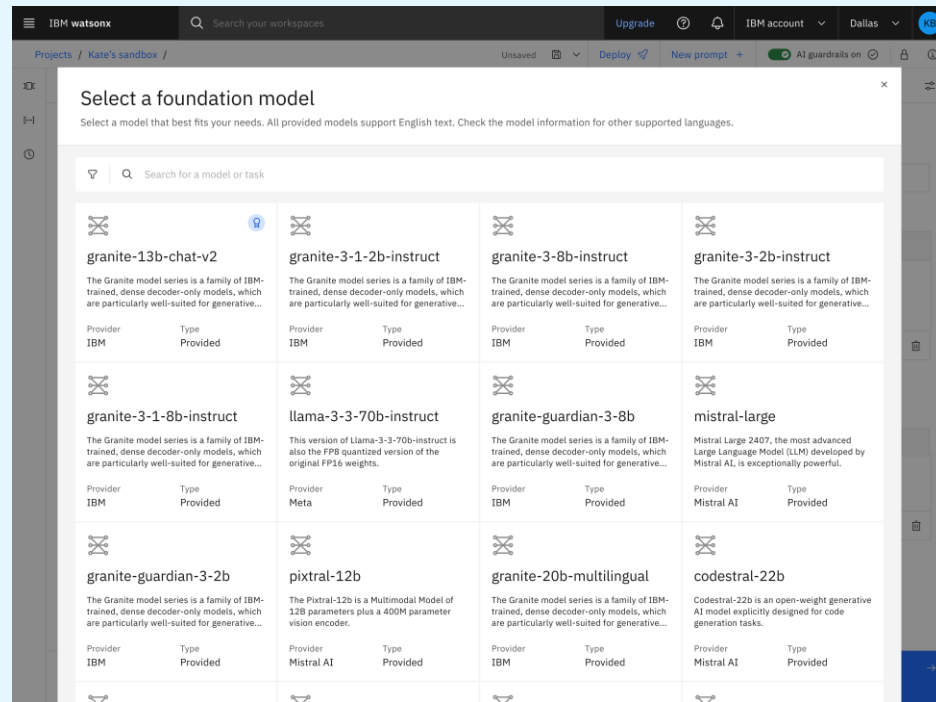 IBM watsonx
Search your workspaces
Upgrade
IBM account
Dallas
KB
Projects / Kate's sandbox /
Unsaved
Deploy
New prompt +
AI guardrails on
Select a foundation model
Select a model that best fits your needs. All provided models support English text. Check the model information for other supported languages.
Search for a model or task
granite-13b-chat-v2
The Granite model series is a family of IBM-
trained, dense decoder-only models, which
are particularly well-suited for generative...
Provider Type
IBM Provided
granite-3-1-2b-instruct
The Granite model series is a family of IBM-
trained, dense decoder-only models, which
are particularly well-suited for generative...
Provider Type
IBM Provided
granite-3-8b-instruct
The Granite model series is a family of IBM-
trained, dense decoder-only models, which
are particularly well-suited for generative...
Provider Type
IBM Provided
granite-3-2b-instruct
The Granite model series is a family of IBM-
trained, dense decoder-only models, which
are particularly well-suited for generative...
Provider Type
IBM Provided
granite-3-1-8b-instruct
The Granite model series is a family of IBM-
trained, dense decoder-only models, which
are particularly well-suited for generative...
Provider Type
IBM Provided
llama-3-3-70b-instruct
This version of Llama-3-3-70b-instruct is
also the FP8 quantized version of the
original FP16 weights.
Provider Type
Meta Provided
granite-guardian-3-8b
The Granite model series is a family of IBM-
trained, dense decoder-only models, which
are particularly well-suited for generative...
Provider Type
IBM Provided
mistral-large
Mistral Large 2407, the most advanced
Large Language Model (LLM) developed by
Mistral AI, is exceptionally powerful.
Provider Type
Mistral AI Provided
granite-guardian-3-2b
The Granite model series is a family of IBM-
trained, dense decoder-only models, which
are particularly well-suited for generative...
Provider Type
IBM Provided
pixtral-12b
The Pixtral-12b is a Multimodal Model of
12B parameters plus a 400M parameter
vision encoder.
Provider Type
Mistral AI Provided
granite-20b-multilingual
The Granite model series is a family of IBM-
trained, dense decoder-only models, which
are particularly well-suited for generative...
Provider Type
IBM Provided
codestral-22b
Codestral-22b is an open-weight generative
AI model explicitly designed for code
generation tasks.
Provider Type
Mistral AI Provided